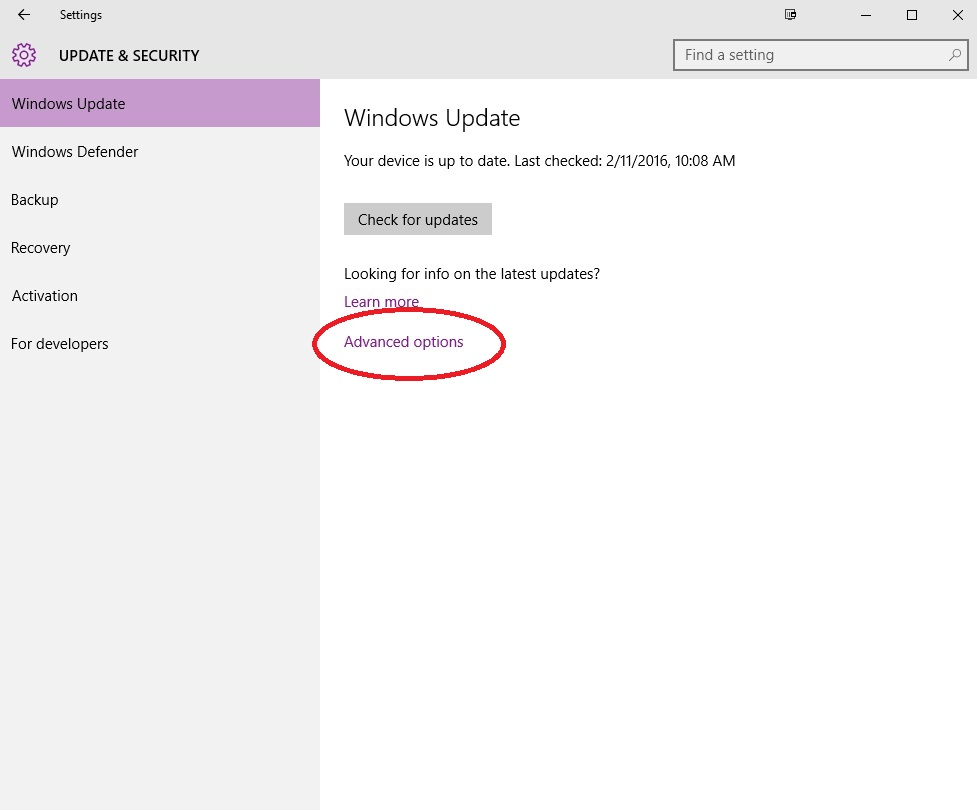 Settings
UPDATE & SECURITY
Find a setting
Windows Update
Windows Defender
Backup
Recovery
Activation
For developers
Windows Update
Your device is up to date. Last checked: 2/11/2016, 10:08 AM
Check for updates
Looking for info on the latest updates?
Learn more
Advanced options